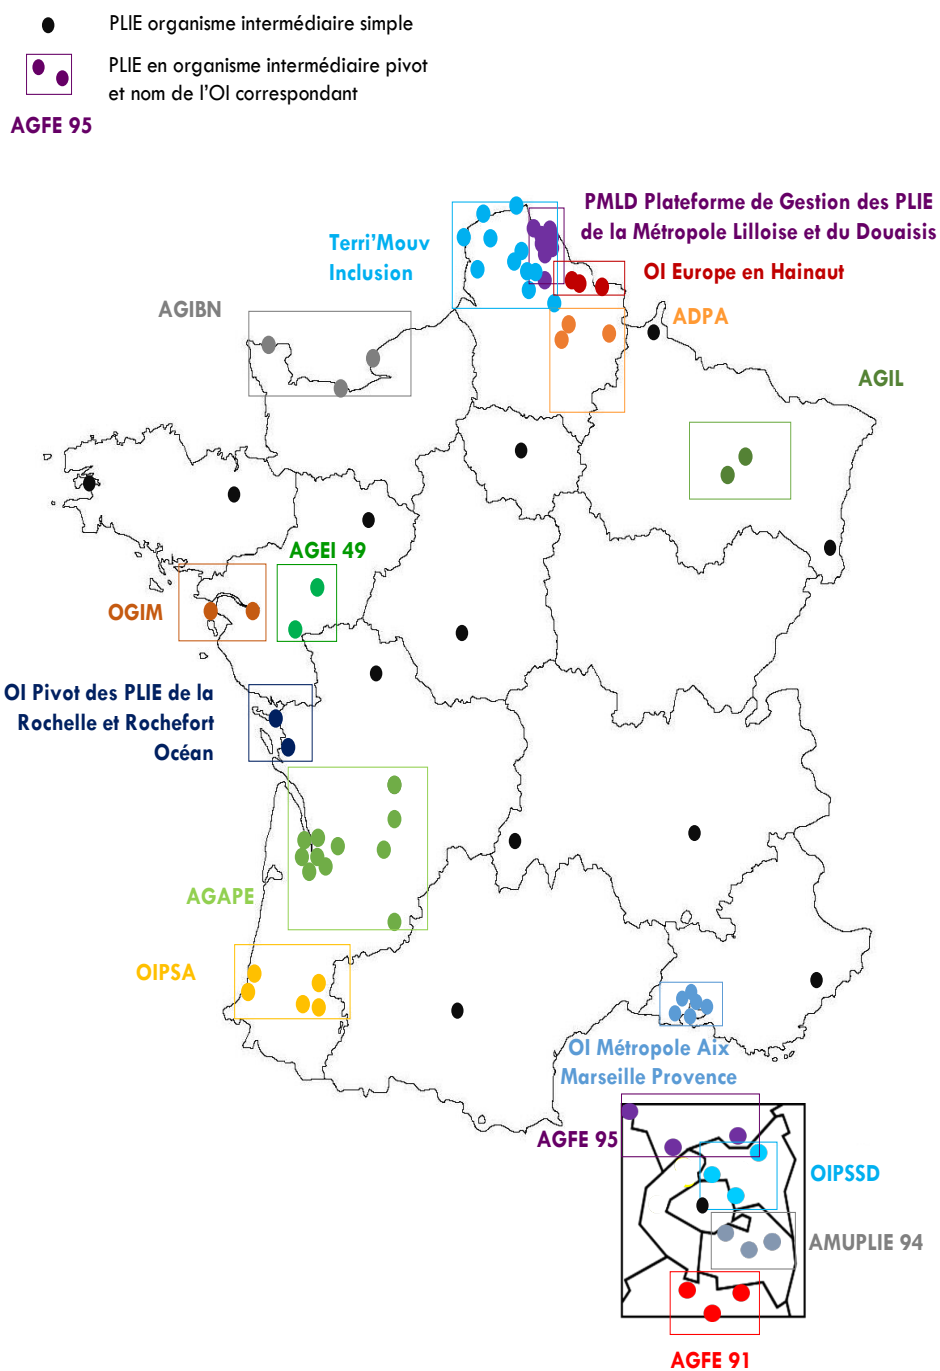 PLIE organisme intermédiaire simple
PLIE en organisme intermédiaire pivot
et nom de l'OI correspondant
AGFE 95
PMLD Plateforme de Gestion des PLIE
de la Métropole Lilloise et du Douaisis
Terri'Mouv
Inclusion
OI Europe en Hainaut
AGIBN
ADPA
AGIL
AGEI 49
OGIM
OI Pivot des PLIE de la
Rochelle et Rochefort
Océan
AGAPE
OIPSA
OI Métropole Aix
Marseille Provence
AGFE 95
OIPSSD
AMUPLIE 94
AGFE 91